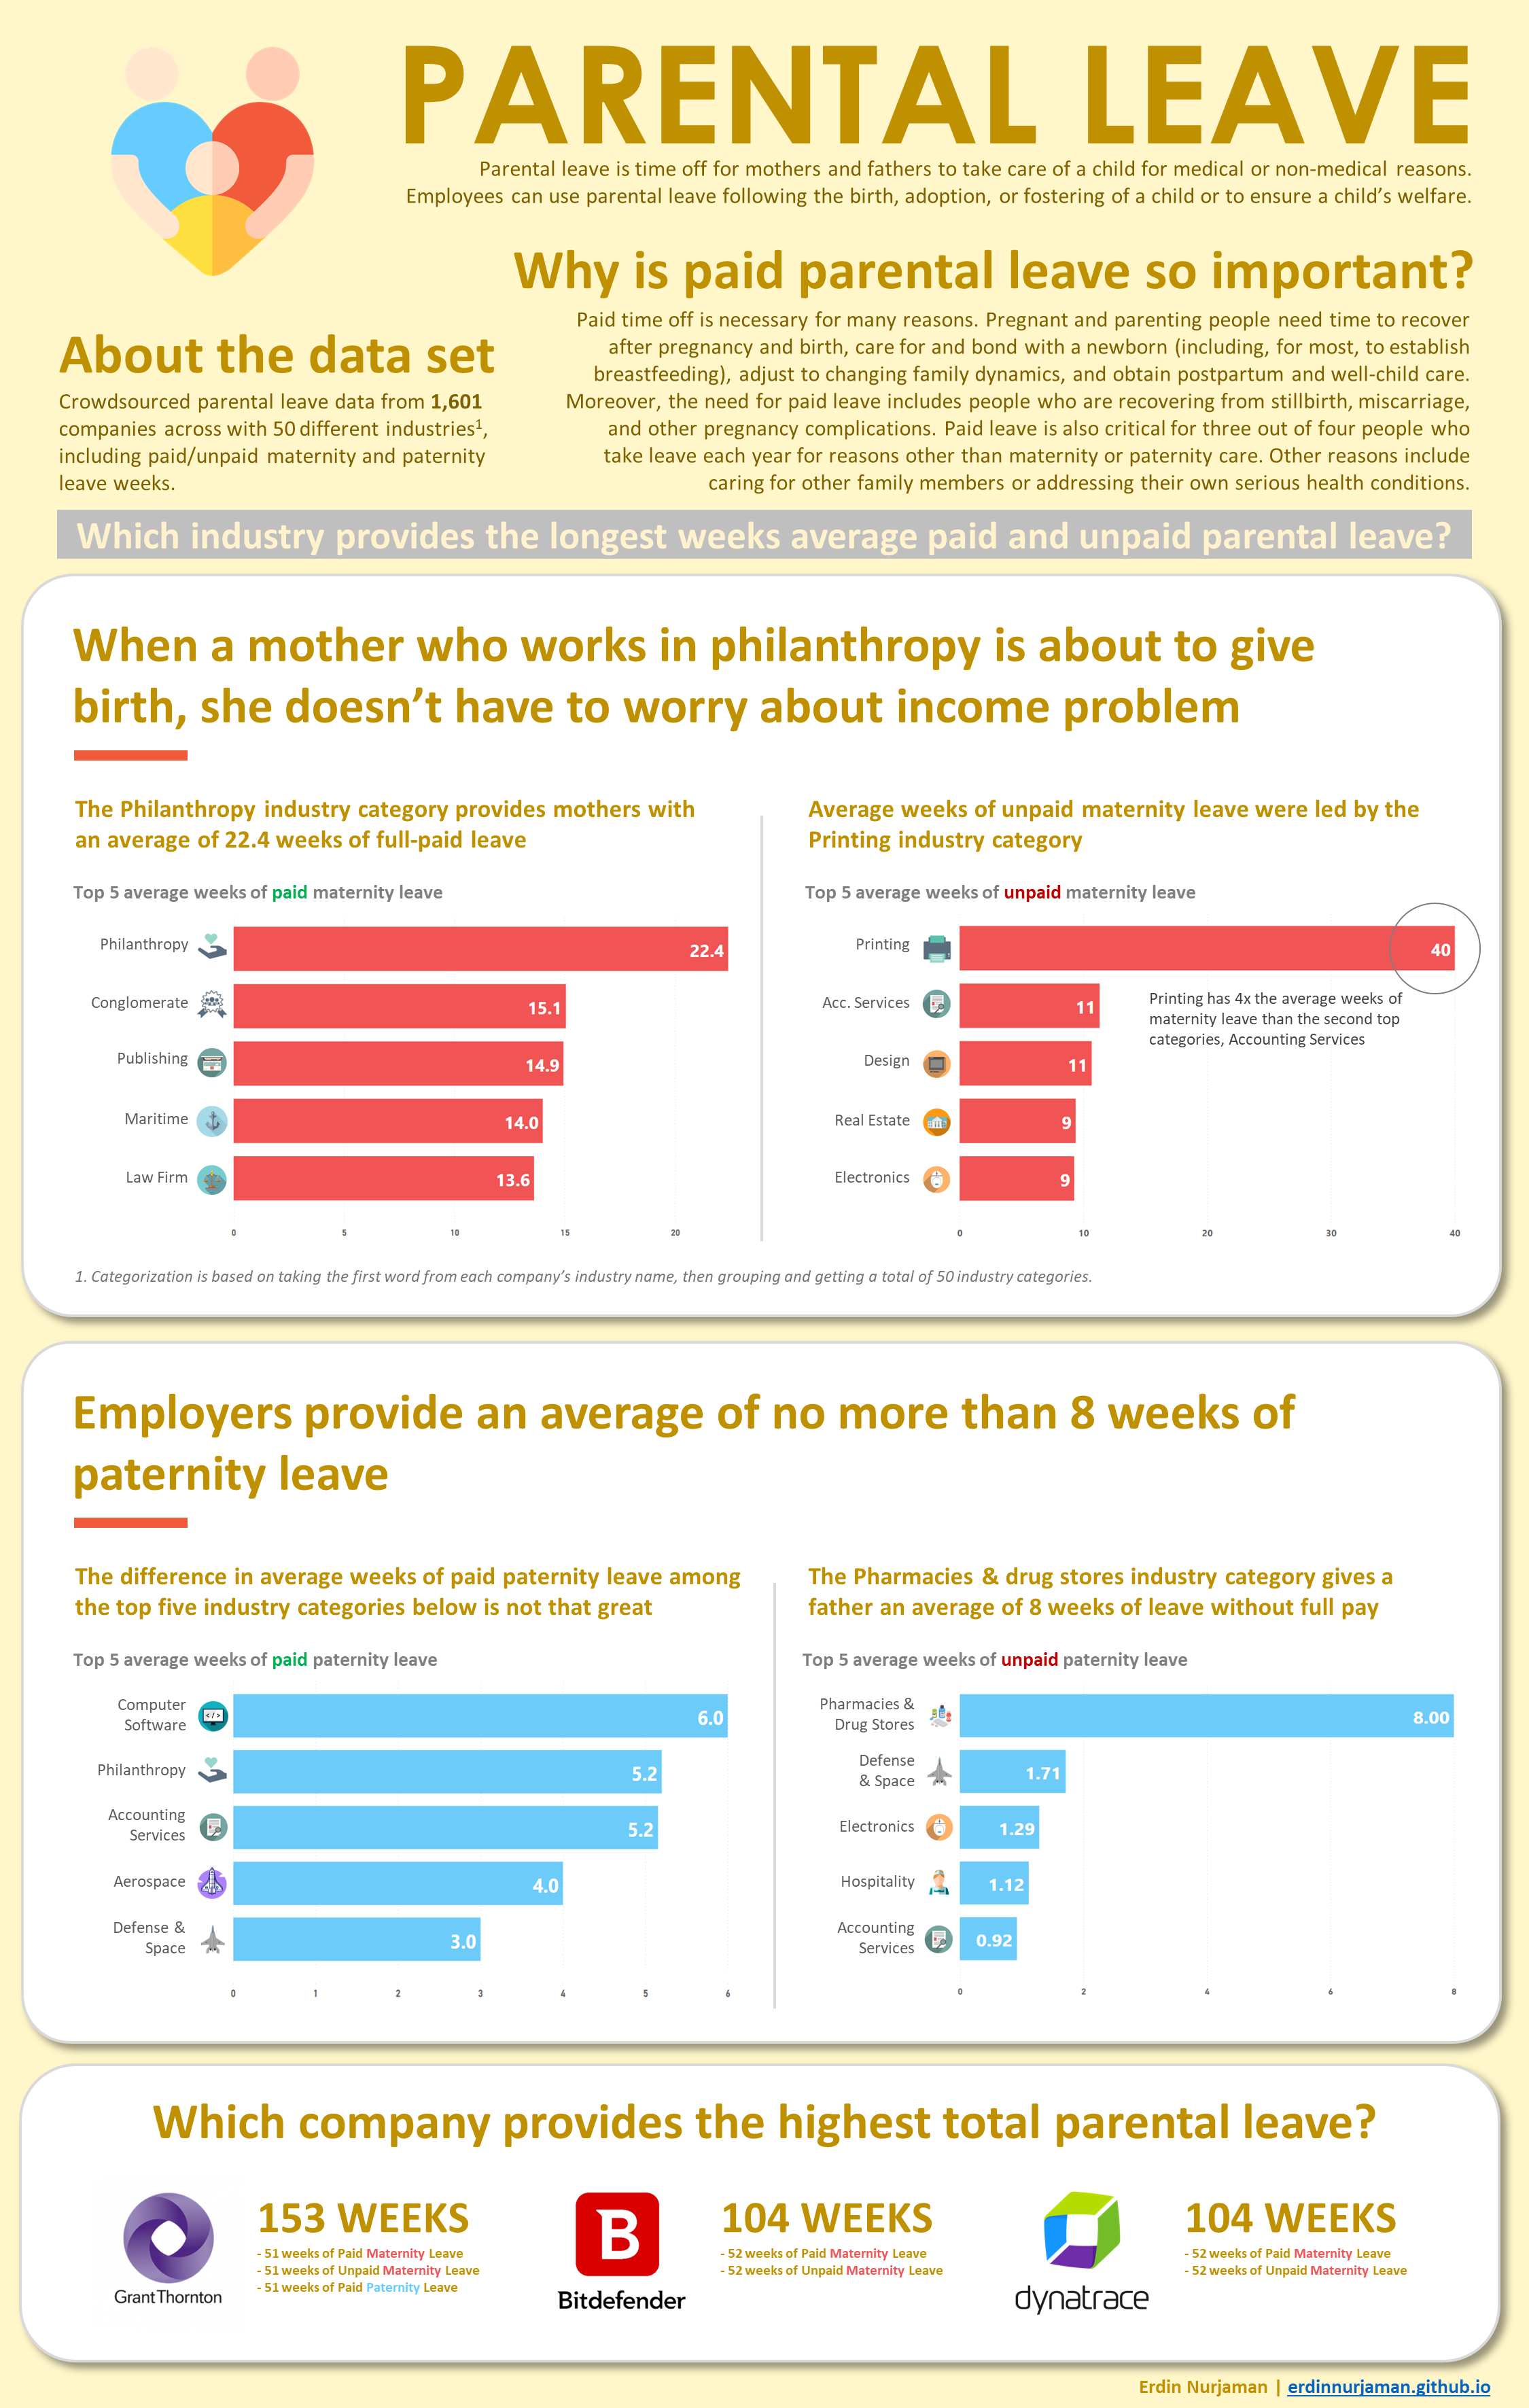 PARENTAL LEAVE
Parental leave is time off for mothers and fathers to take care of a child for medical or non-medical reasons.
Employees can use parental leave following the birth, adoption, or fostering of a child or to ensure a child's welfare.
Why is paid parental leave so important?
Paid time off is necessary for many reasons. Pregnant and parenting people need time to recover
after pregnancy and birth, care for and bond with a newborn (including, for most, to establish
breastfeeding), adjust to changing family dynamics, and obtain postpartum and well-child care.
Moreover, the need for paid leave includes people who are recovering from stillbirth, miscarriage,
and other pregnancy complications. Paid leave is also critical for three out of four people who
take leave each year for reasons other than maternity or paternity care. Other reasons include
caring for other family members or addressing their own serious health conditions.
About the data set
Crowdsourced parental leave data from 1,601
companies across with 50 different industries¹,
including paid/unpaid maternity and paternity
leave weeks.
Which industry provides the longest weeks average paid and unpaid parental leave?
When a mother who works in philanthropy is about to give
birth, she doesn't have to worry about income problem
The Philanthropy industry category provides mothers with
an average of 22.4 weeks of full-paid leave
Top 5 average weeks of paid maternity leave
Philanthropy 22.4
Conglomerate 15.1
Publishing 14.9
Maritime 14.0
Law Firm 13.6
0 5 10 15 20
Average weeks of unpaid maternity leave were led by the
Printing industry category
Top 5 average weeks of unpaid maternity leave
Printing 40
Acc. Services 11
Printing has 4x the average weeks of
maternity leave than the second top
categories, Accounting Services
Design 11
Real Estate 9
Electronics 9
0 10 20 30 40
1. Categorization is based on taking the first word from each company's industry name, then grouping and getting a total of 50 industry categories.
Employers provide an average of no more than 8 weeks of
paternity leave
The difference in average weeks of paid paternity leave among
the top five industry categories below is not that great
Top 5 average weeks of paid paternity leave
Computer
Software 6.0
Philanthropy 5.2
Accounting
Services 5.2
Aerospace 4.0
Defense &
Space 3.0
0 1 2 3 4 5 6
The Pharmacies & drug stores industry category gives a
father an average of 8 weeks of leave without full pay
Top 5 average weeks of unpaid paternity leave
Pharmacies &
Drug Stores 8.00
Defense
& Space 1.71
Electronics 1.29
Hospitality 1.12
Accounting
Services 0.92
0 2 4 6 8
Which company provides the highest total parental leave?
Grant Thornton
153 WEEKS
- 51 weeks of Paid Maternity Leave
- 51 weeks of Unpaid Maternity Leave
- 51 weeks of Paid Paternity Leave
B
Bitdefender
104 WEEKS
- 52 weeks of Paid Maternity Leave
- 52 weeks of Unpaid Maternity Leave
dynatrace
104 WEEKS
- 52 weeks of Paid Maternity Leave
- 52 weeks of Unpaid Maternity Leave
Erdin Nurjaman | erdinnurjaman.github.io